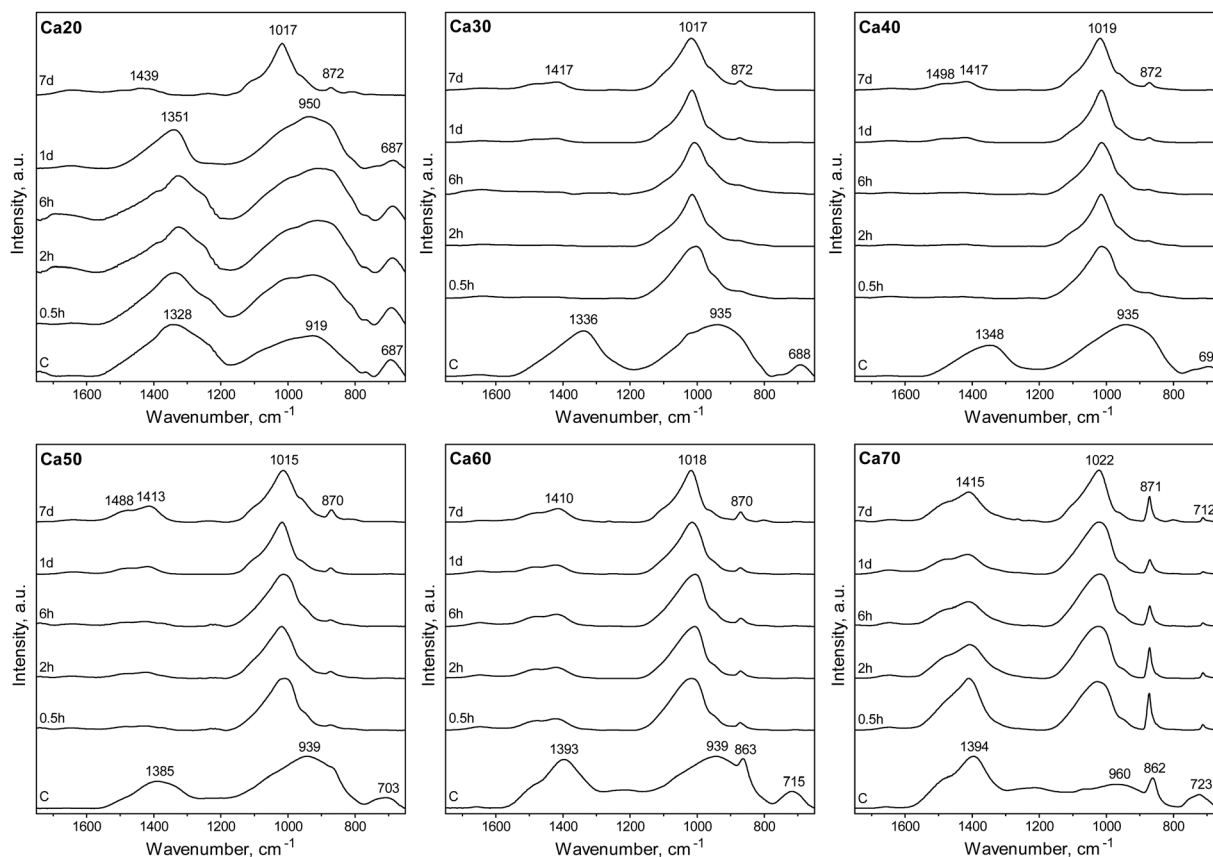 Ca20
1017
7d
1439
872
1351
950
1d
687
6h
2h
0.5h
1328
919
687
C
1600 1400 1200 1000 800
Wavenumber, cm⁻¹
Intensity, a.u.
Ca30
1017
7d
1417
872
1d
6h
2h
0.5h
1336
935
688
C
1600 1400 1200 1000 800
Wavenumber, cm⁻¹
Intensity, a.u.
Ca40
1019
7d
1498 1417
872
1d
6h
2h
0.5h
1348
935
69
C
1600 1400 1200 1000 800
Wavenumber, cm⁻¹
Intensity, a.u.
Ca50
1015
7d
1488 1413
870
1d
6h
2h
0.5h
1385
939
703
C
1600 1400 1200 1000 800
Wavenumber, cm⁻¹
Intensity, a.u.
Ca60
1018
7d
1410
870
1d
6h
2h
0.5h
1393
939 863
715
C
1600 1400 1200 1000 800
Wavenumber, cm⁻¹
Intensity, a.u.
Ca70
1022
7d
1415
871
712
1d
6h
2h
0.5h
1394
960
862
723
C
1600 1400 1200 1000 800
Wavenumber, cm⁻¹
Intensity, a.u.